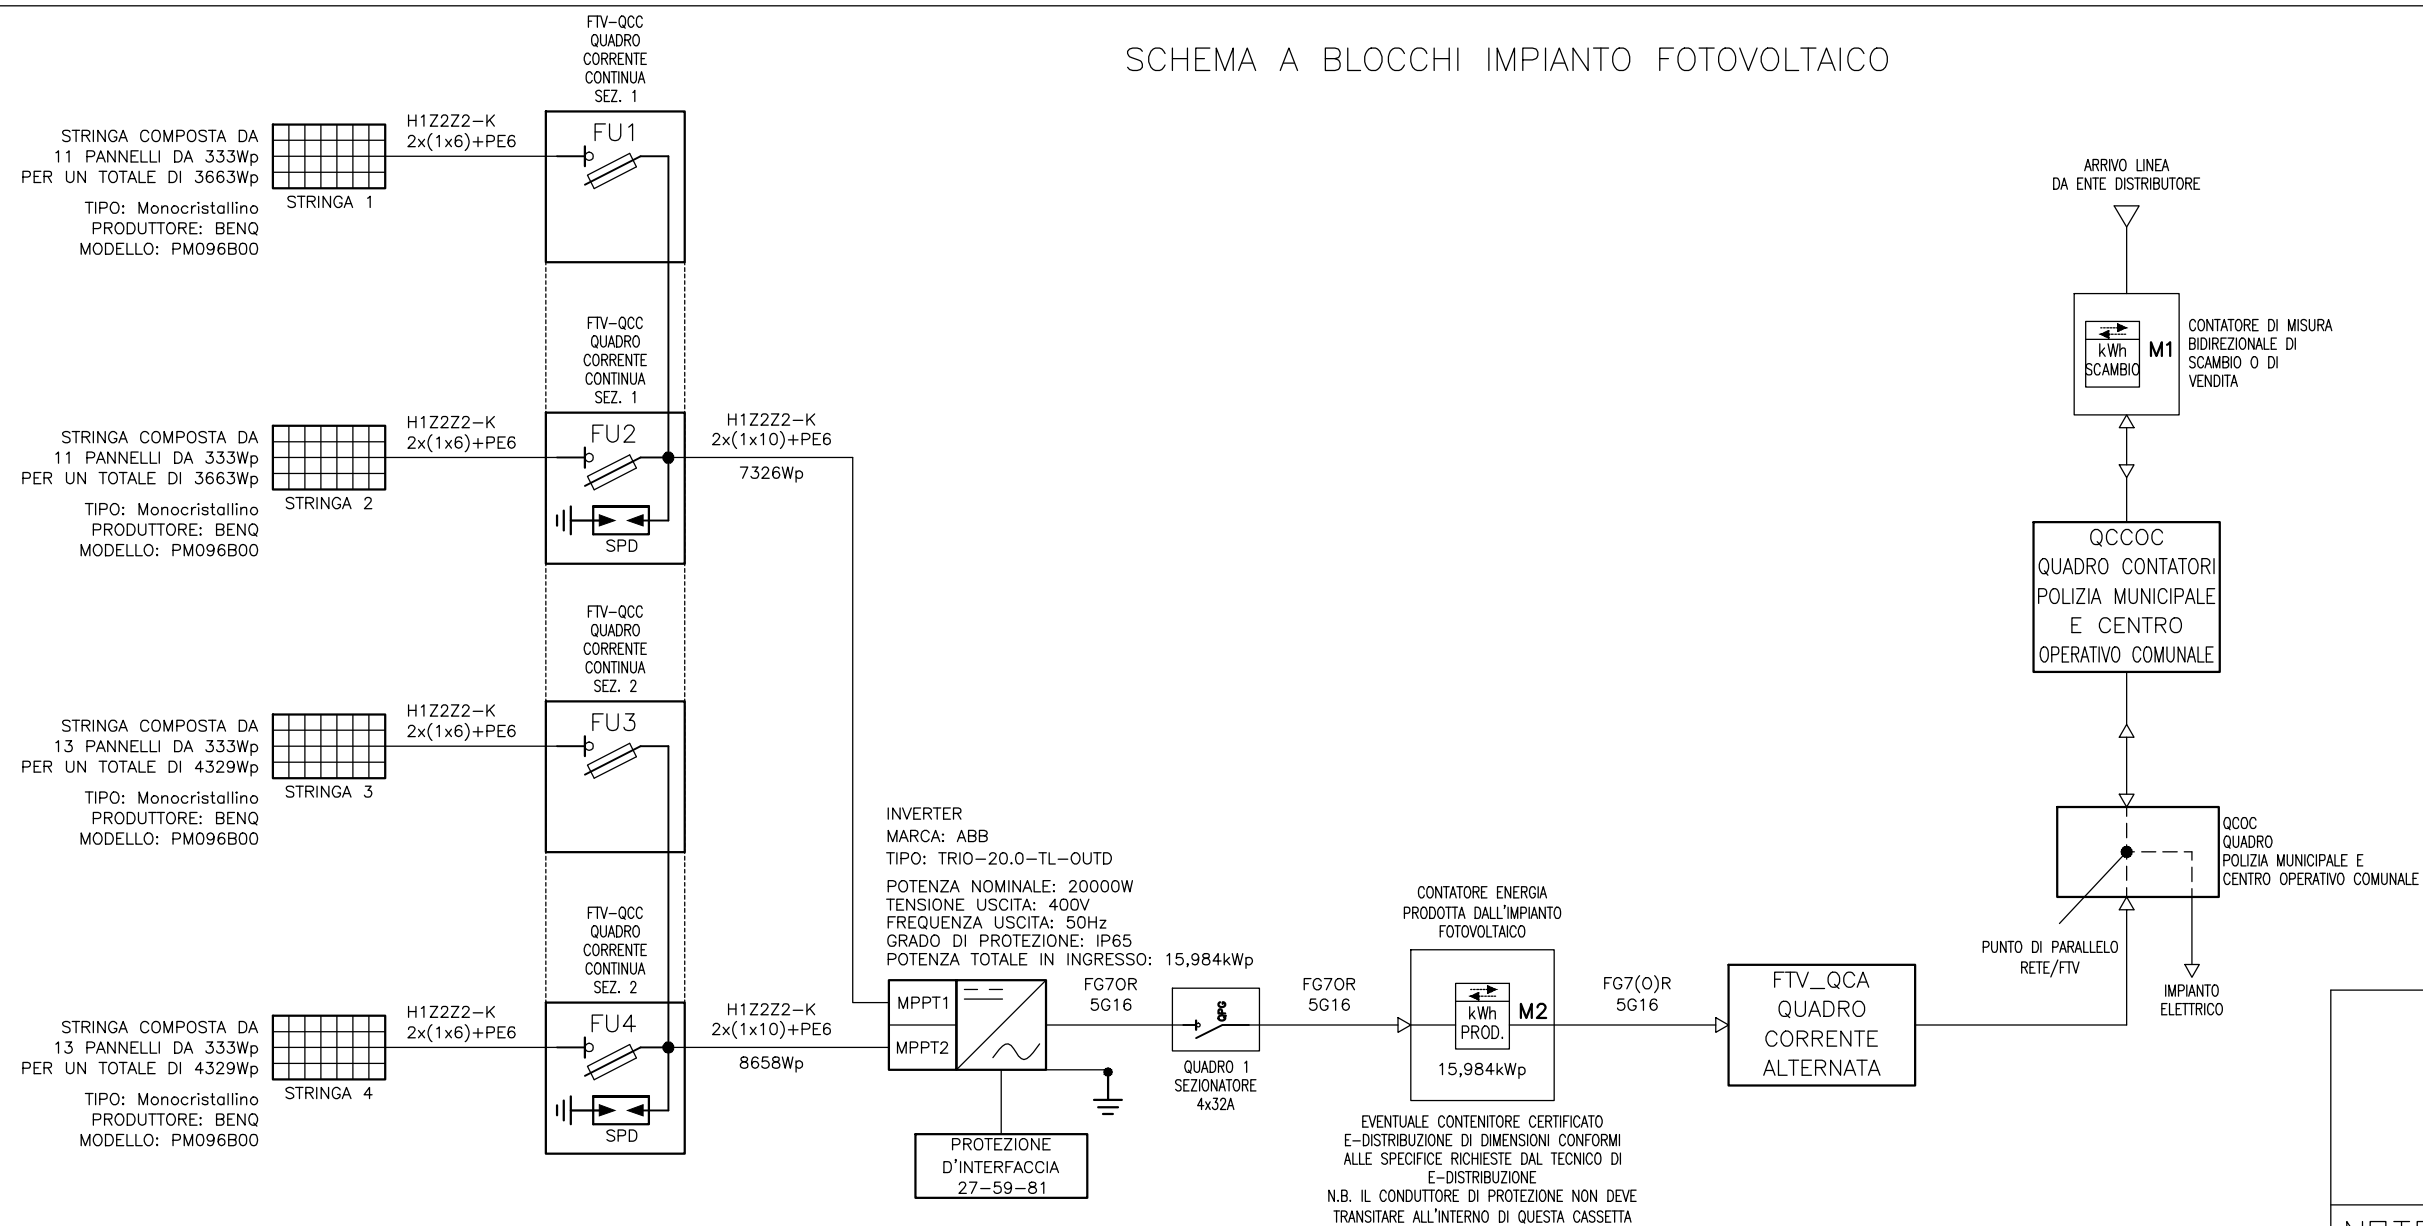 SCHEMA A BLOCCHI IMPIANTO FOTOVOLTAICO
FTV-QCC
QUADRO
CORRENTE
CONTINUA
SEZ. 1
STRINGA COMPOSTA DA
11 PANNELLI DA 333Wp
PER UN TOTALE DI 3663Wp
TIPO: Monocristallino
PRODUTTORE: BENQ
MODELLO: PM096B00
STRINGA 1
H1Z2Z2-K
2x(1x6)+PE6
FU1
FTV-QCC
QUADRO
CORRENTE
CONTINUA
SEZ. 1
STRINGA COMPOSTA DA
11 PANNELLI DA 333Wp
PER UN TOTALE DI 3663Wp
TIPO: Monocristallino
PRODUTTORE: BENQ
MODELLO: PM096B00
STRINGA 2
H1Z2Z2-K
2x(1x6)+PE6
FU2
SPD
H1Z2Z2-K
2x(1x10)+PE6
7326Wp
FTV-QCC
QUADRO
CORRENTE
CONTINUA
SEZ. 2
STRINGA COMPOSTA DA
13 PANNELLI DA 333Wp
PER UN TOTALE DI 4329Wp
TIPO: Monocristallino
PRODUTTORE: BENQ
MODELLO: PM096B00
STRINGA 3
H1Z2Z2-K
2x(1x6)+PE6
FU3
FTV-QCC
QUADRO
CORRENTE
CONTINUA
SEZ. 2
STRINGA COMPOSTA DA
13 PANNELLI DA 333Wp
PER UN TOTALE DI 4329Wp
TIPO: Monocristallino
PRODUTTORE: BENQ
MODELLO: PM096B00
STRINGA 4
H1Z2Z2-K
2x(1x6)+PE6
FU4
SPD
H1Z2Z2-K
2x(1x10)+PE6
8658Wp
INVERTER
MARCA: ABB
TIPO: TRIO-20.0-TL-OUTD
POTENZA NOMINALE: 20000W
TENSIONE USCITA: 400V
FREQUENZA USCITA: 50Hz
GRADO DI PROTEZIONE: IP65
POTENZA TOTALE IN INGRESSO: 15,984kWp
MPPT1
MPPT2
PROTEZIONE
D'INTERFACCIA
27-59-81
FG7OR
5G16
QPG
QUADRO 1
SEZIONATORE
4x32A
FG7OR
5G16
CONTATORE ENERGIA
PRODOTTA DALL'IMPIANTO
FOTOVOLTAICO
kWh
PROD.
M2
15,984kWp
EVENTUALE CONTENITORE CERTIFICATO
E-DISTRIBUZIONE DI DIMENSIONI CONFORMI
ALLE SPECIFICE RICHIESTE DAL TECNICO DI
E-DISTRIBUZIONE
N.B. IL CONDUTTORE DI PROTEZIONE NON DEVE
TRANSITARE ALL'INTERNO DI QUESTA CASSETTA
FG7(O)R
5G16
FTV_QCA
QUADRO
CORRENTE
ALTERNATA
ARRIVO LINEA
DA ENTE DISTRIBUTORE
kWh
SCAMBIO
M1
CONTATORE DI MISURA
BIDIREZIONALE DI
SCAMBIO O DI
VENDITA
QCCOC
QUADRO CONTATORI
POLIZIA MUNICIPALE
E CENTRO
OPERATIVO COMUNALE
QCOC
QUADRO
POLIZIA MUNICIPALE E
CENTRO OPERATIVO COMUNALE
PUNTO DI PARALLELO
RETE/FTV
IMPIANTO
ELETTRICO